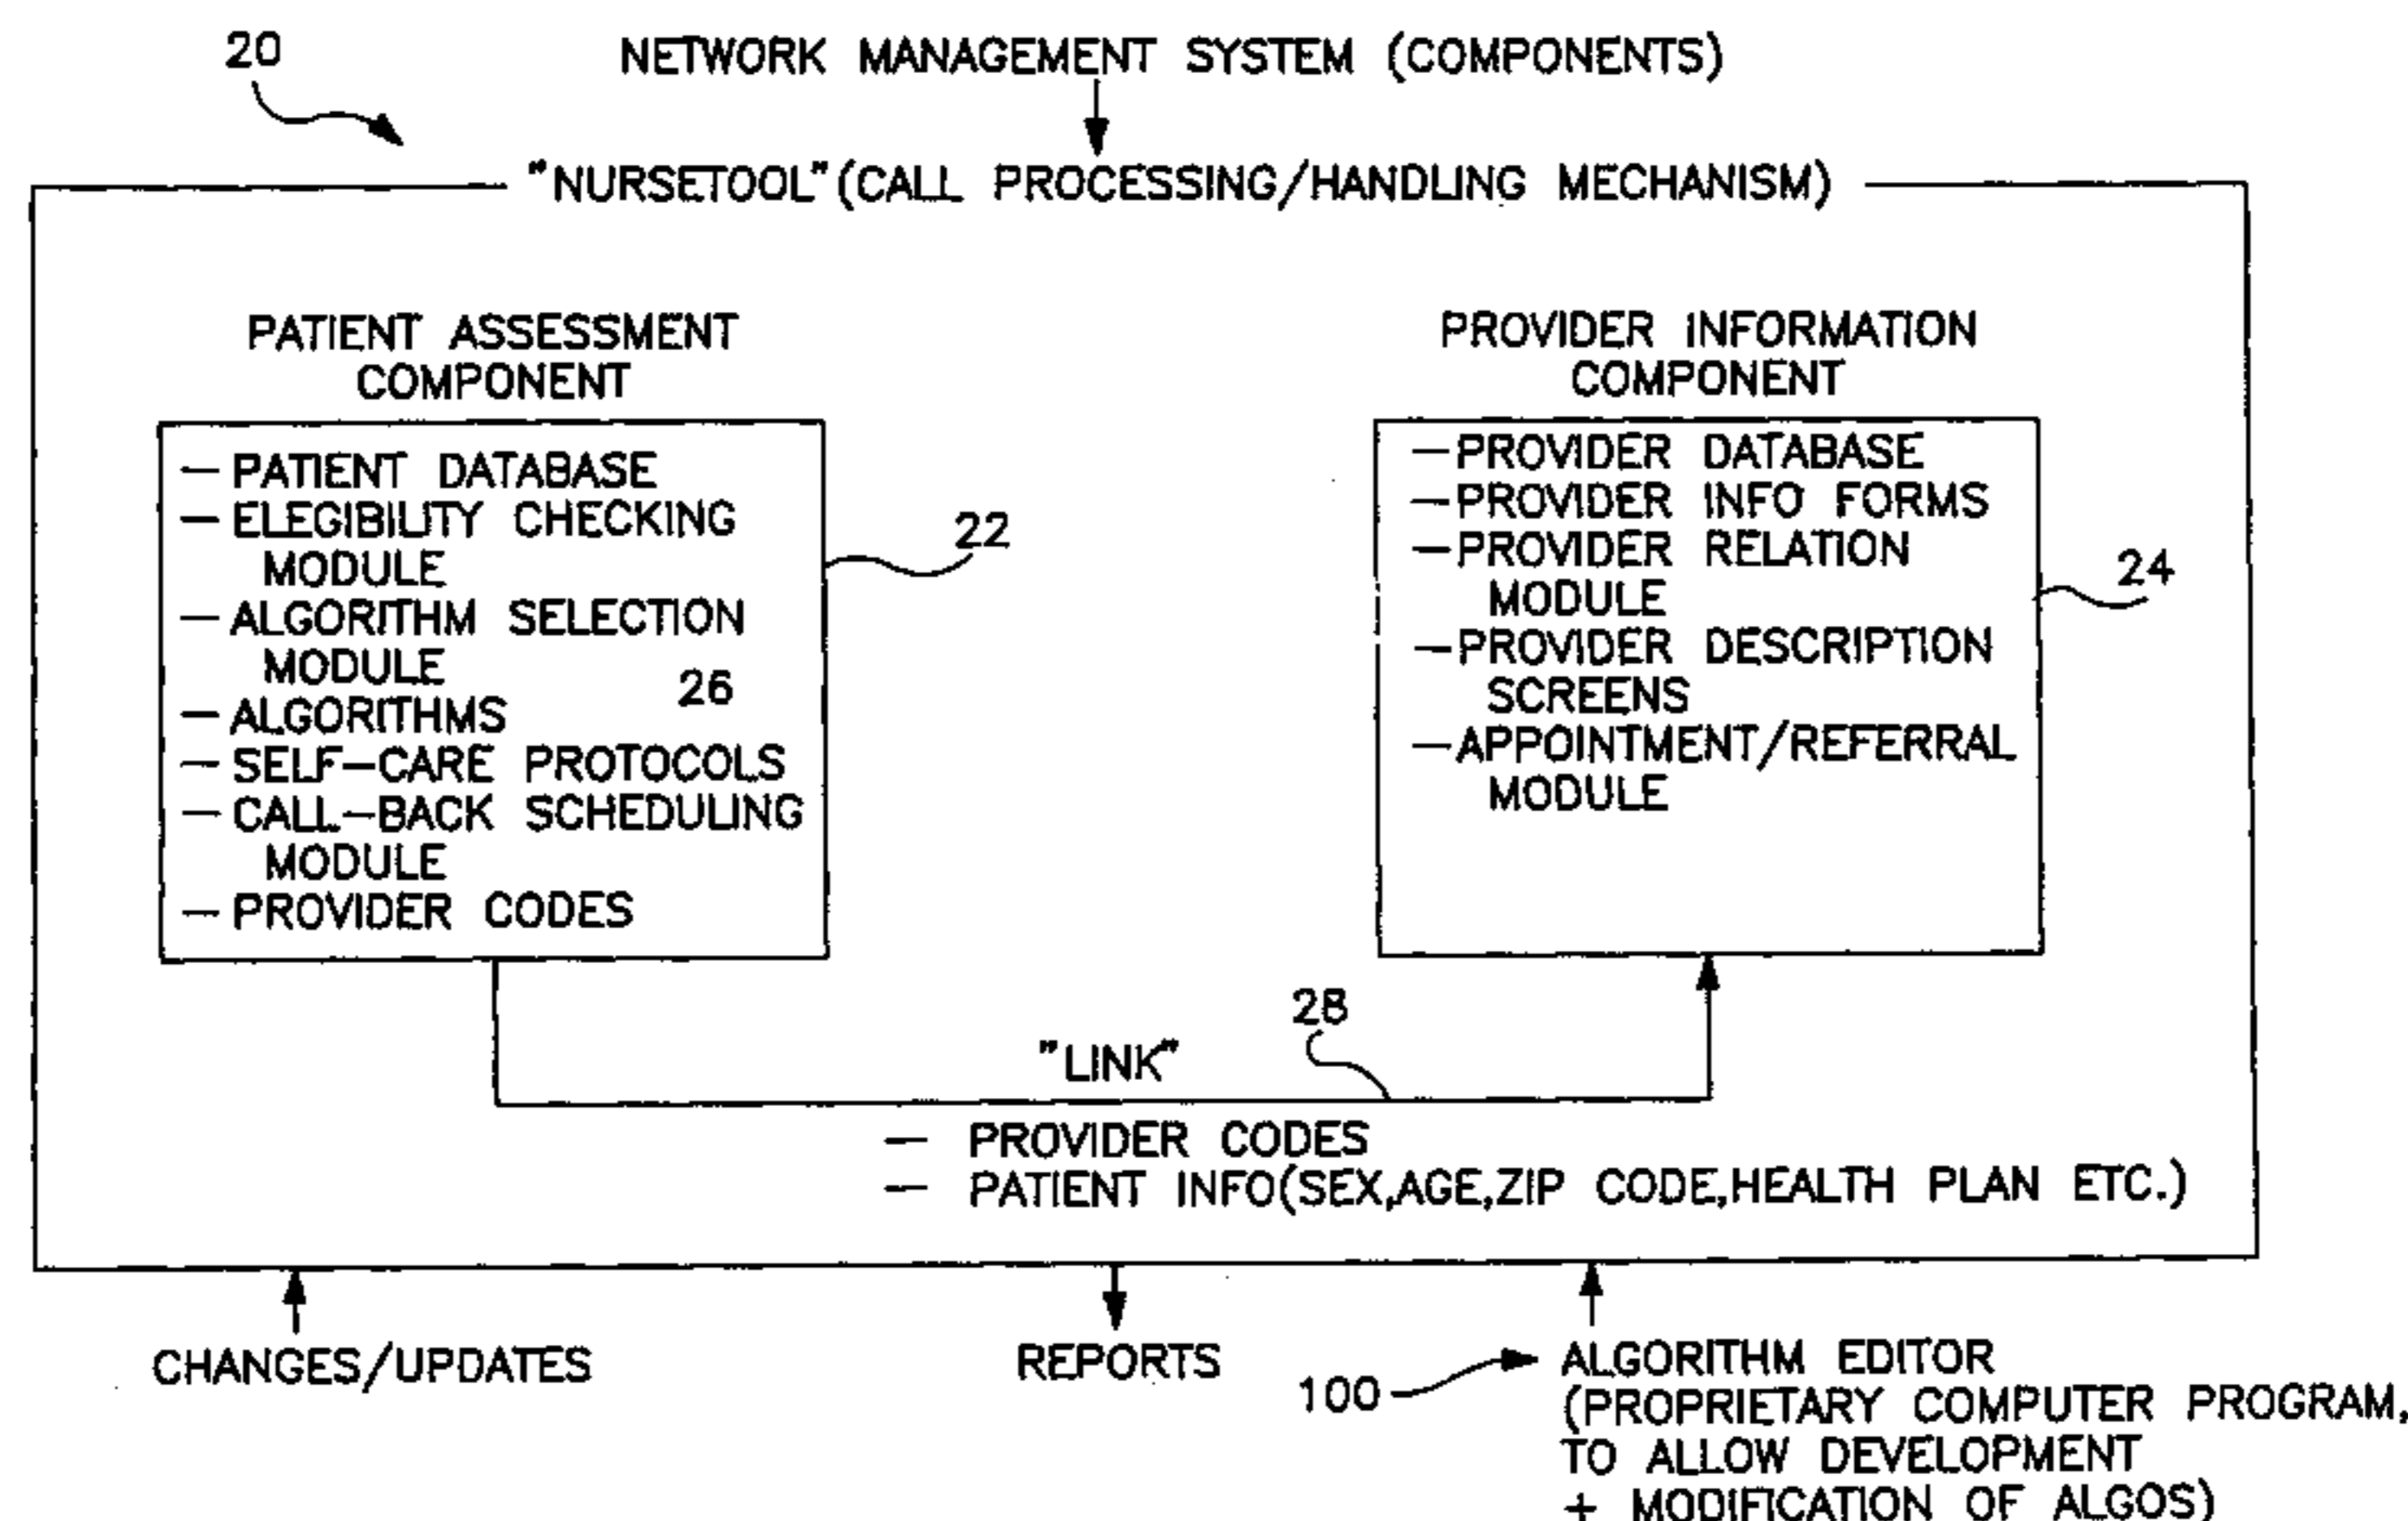 20
NETWORK MANAGEMENT SYSTEM (COMPONENTS)
"NURSETOOL" (CALL PROCESSING/HANDLING MECHANISM)
PATIENT ASSESSMENT
COMPONENT
— PATIENT DATABASE
— ELEGIBILITY CHECKING
MODULE
— ALGORITHM SELECTION
MODULE
26
— ALGORITHMS
— SELF-CARE PROTOCOLS
— CALL-BACK SCHEDULING
MODULE
— PROVIDER CODES
22
PROVIDER INFORMATION
COMPONENT
— PROVIDER DATABASE
— PROVIDER INFO FORMS
— PROVIDER RELATION
MODULE
— PROVIDER DESCRIPTION
SCREENS
— APPOINTMENT/REFERRAL
MODULE
24
28
"LINK"
— PROVIDER CODES
— PATIENT INFO(SEX,AGE,ZIP CODE,HEALTH PLAN ETC.)
CHANGES/UPDATES
REPORTS
100
ALGORITHM EDITOR
(PROPRIETARY COMPUTER PROGRAM,
TO ALLOW DEVELOPMENT
+ MODIFICATION OF ALGOS)